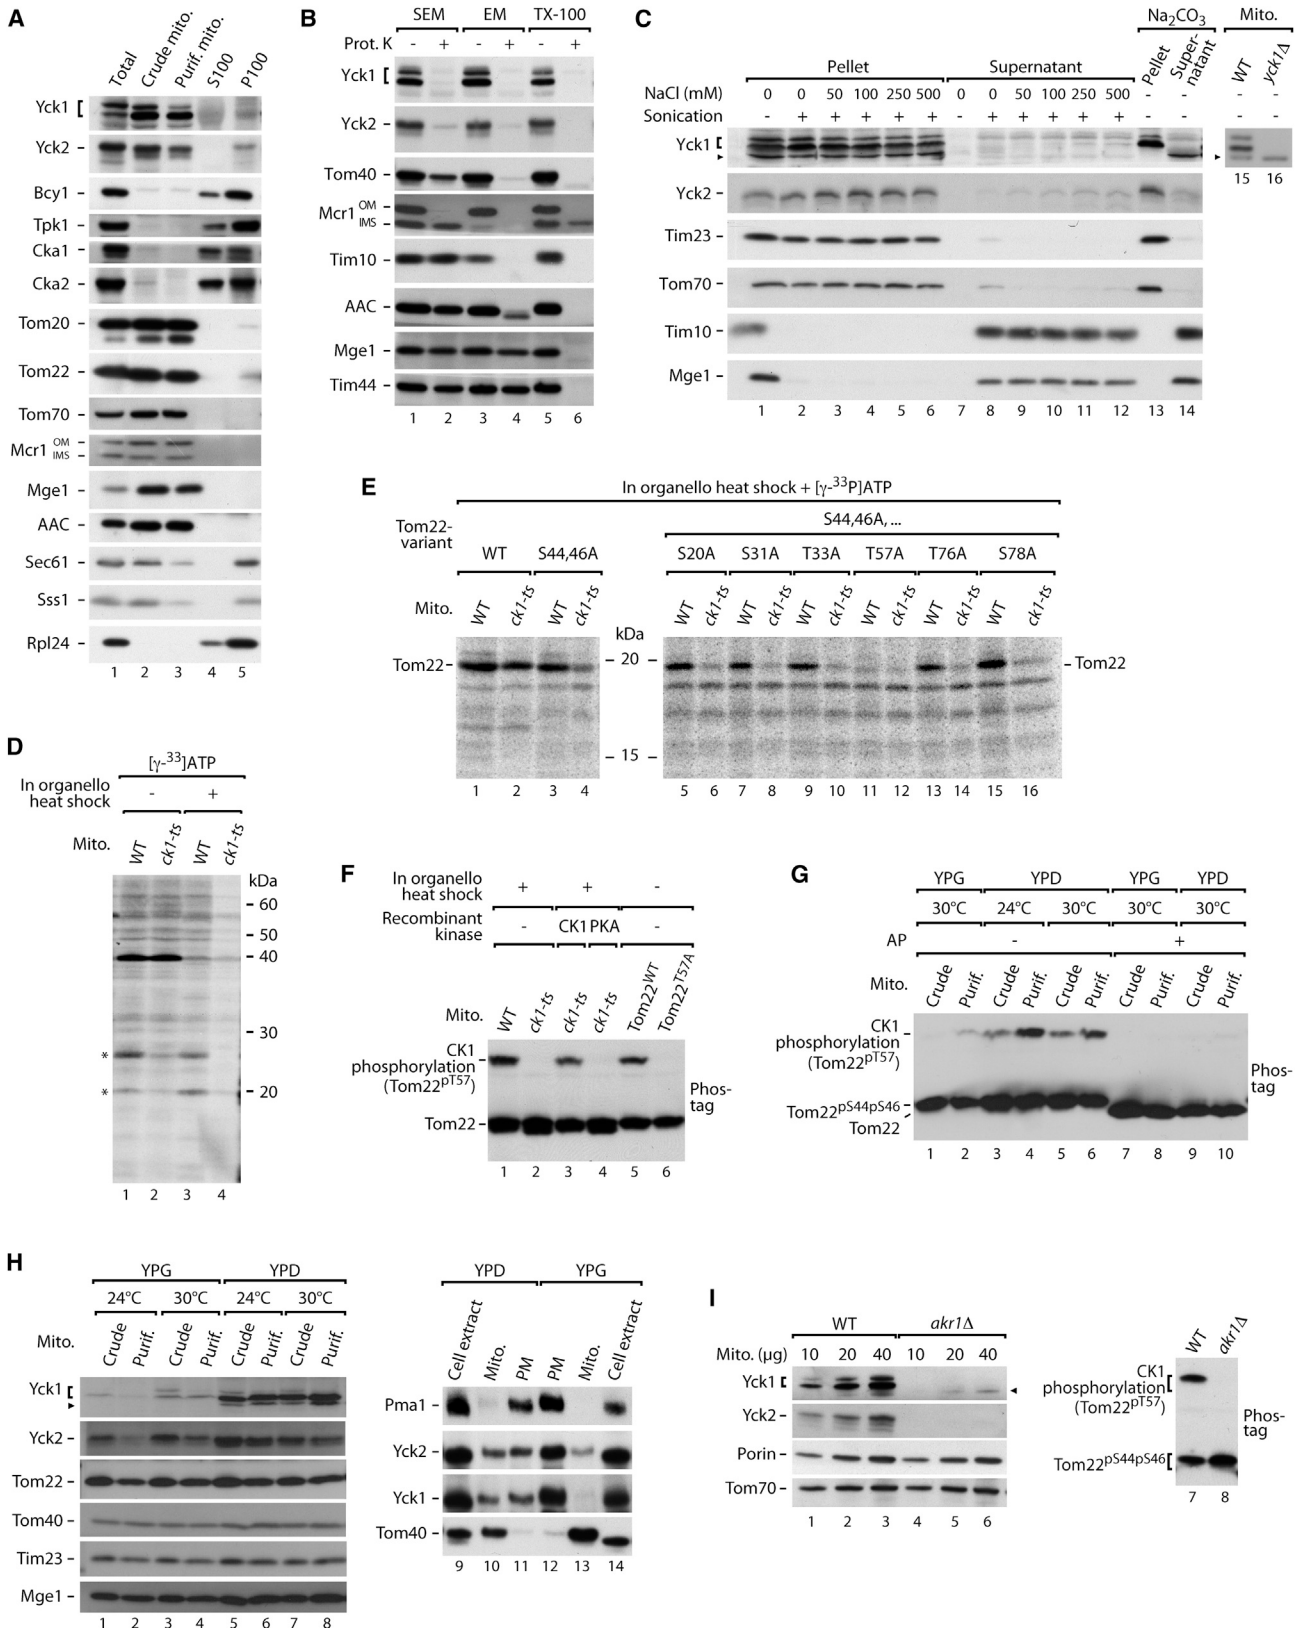 A
Total
Crude mito.
Purif. mito.
S100
P100
Yck1
Yck2
Bcy1
Tpk1
Cka1
Cka2
Tom20
Tom22
Tom70
Mcr1 OM
IMS
Mge1
AAC
Sec61
Sss1
Rpl24
1 2 3 4 5
B
SEM EM TX-100
Prot. K - + - + - +
Yck1
Yck2
Tom40
Mcr1 OM
IMS
Tim10
AAC
Mge1
Tim44
1 2 3 4 5 6
C
Na2CO3 Mito.
Pellet Supernatant
Pellet
Super-
natant
WT
yck1Δ
NaCl (mM) 0 0 50 100 250 500 0 0 50 100 250 500 - - - -
Sonication - + + + + + - + + + + + - - - -
Yck1
Yck2
Tim23
Tom70
Tim10
Mge1
15 16
1 2 3 4 5 6 7 8 9 10 11 12 13 14
D
[γ-33]ATP
In organello
heat shock - +
Mito. WT ck1-ts WT ck1-ts
kDa
60
50
40
30
* 
* 20
1 2 3 4
E
In organello heat shock + [γ-33P]ATP
S44,46A, ...
Tom22-
variant
WT S44,46A S20A S31A T33A T57A T76A S78A
Mito. WT ck1-ts WT ck1-ts WT ck1-ts WT ck1-ts WT ck1-ts WT ck1-ts WT ck1-ts WT ck1-ts
kDa
Tom22 20 Tom22
15
1 2 3 4 5 6 7 8 9 10 11 12 13 14 15 16
F
In organello
heat shock + + -
Recombinant
kinase - CK1 PKA -
Mito. WT ck1-ts ck1-ts ck1-ts Tom22WT Tom22T57A
CK1
phosphorylation
(Tom22pT57)
Tom22
Phos-
tag
1 2 3 4 5 6
G
YPG YPD YPG YPD
30°C 24°C 30°C 30°C 30°C
AP - +
Mito. Crude Purif. Crude Purif. Crude Purif. Crude Purif. Crude Purif.
CK1
phosphorylation
(Tom22pT57)
Tom22pS44pS46
Tom22
Phos-
tag
1 2 3 4 5 6 7 8 9 10
H
YPG YPD
24°C 30°C 24°C 30°C
Mito. Crude Purif. Crude Purif. Crude Purif. Crude Purif.
Yck1
Yck2
Tom22
Tom40
Tim23
Mge1
1 2 3 4 5 6 7 8
YPD YPG
Cell extract Mito. PM PM Mito. Cell extract
Pma1
Yck2
Yck1
Tom40
9 10 11 12 13 14
I
WT akr1Δ
Mito. (μg) 10 20 40 10 20 40
Yck1
Yck2
Porin
Tom70
1 2 3 4 5 6
WT akr1Δ
CK1
phosphorylation
(Tom22pT57)
Tom22pS44pS46
Phos-
tag
7 8